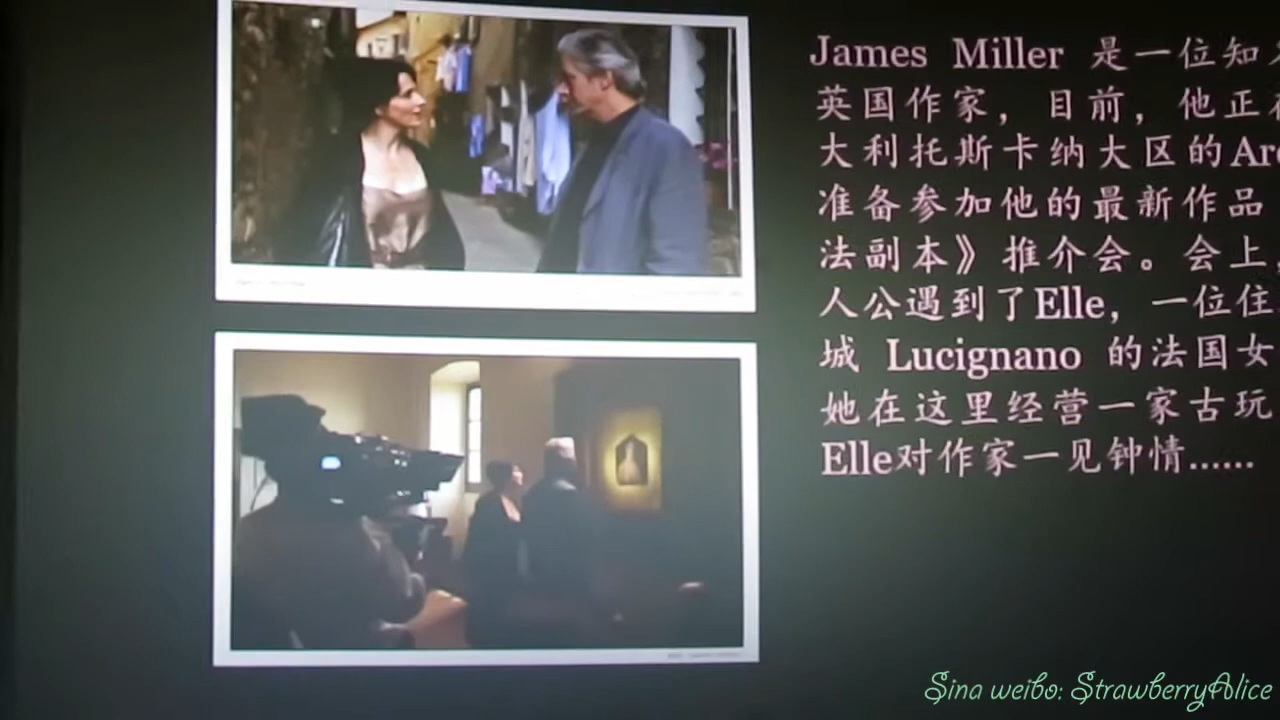 James Miller 是一位知
英国作家，目前，他正
大利托斯卡纳大区的Are
准备参加他的最新作品
法副本》推介会。会上，
人公遇到了Elle，一位住
城 Lucignano 的法国女
她在这里经营一家古玩
Elle对作家一见钟情……
Sina weibo: StrawberryAlice